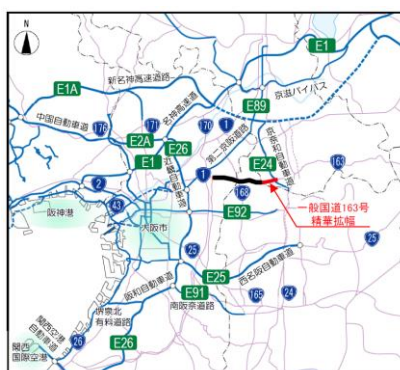 N
E1
E1A
新名神高速道路
京滋バイパス
E89
中国自動車道
176
171
名神高速道路
170
1
第二京阪道路
京奈和自動車道
E2A
E26
E1
近畿自動車道
E24
163
2
1
168
阪神港
43
E92
一般国道163号
精華拡幅
大阪市
25
25
西名阪自動車道
阪和自動車道
E25
E91
165
24
堺泉北
有料道路
南阪奈道路
関西空港
自動車道
26
E26
関西
国際空港